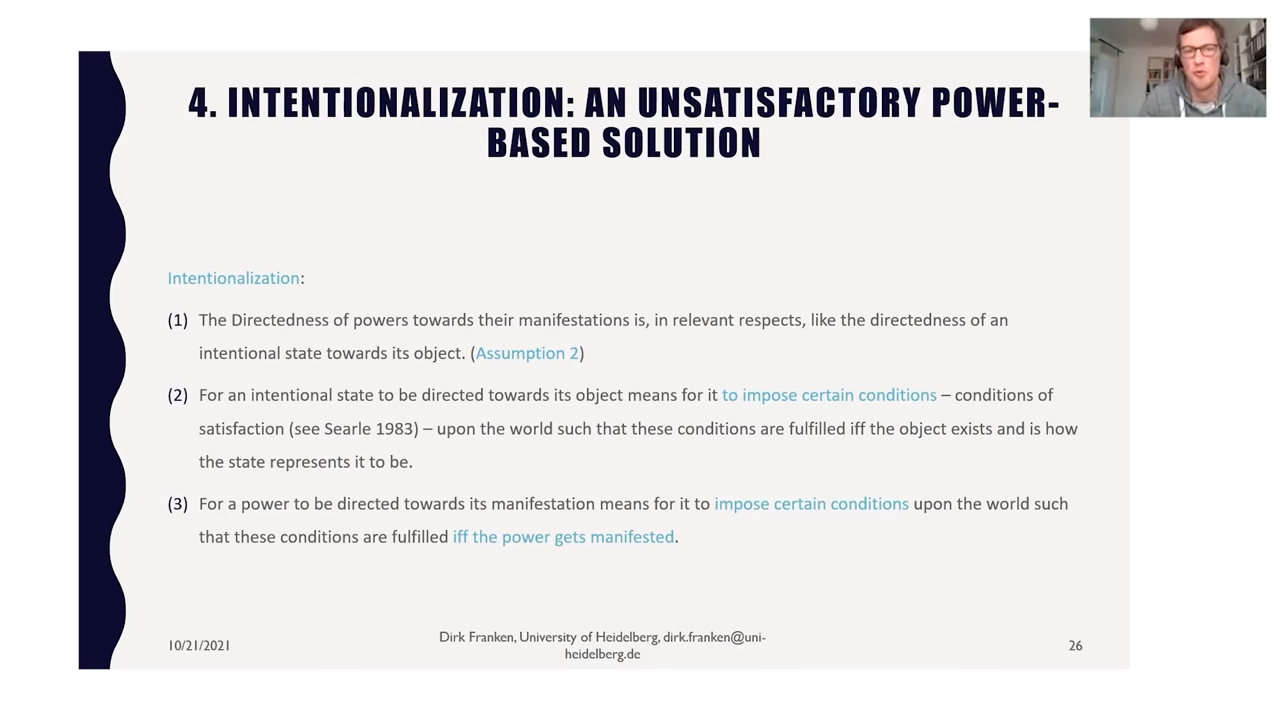 4. INTENTIONALIZATION: AN UNSATISFACTORY POWER-
BASED SOLUTION
Intentionalization:
(1) The Directedness of powers towards their manifestations is, in relevant respects, like the directedness of an
intentional state towards its object. (Assumption 2)
(2) For an intentional state to be directed towards its object means for it to impose certain conditions – conditions of
satisfaction (see Searle 1983) – upon the world such that these conditions are fulfilled iff the object exists and is how
the state represents it to be.
(3) For a power to be directed towards its manifestation means for it to impose certain conditions upon the world such
that these conditions are fulfilled iff the power gets manifested.
10/21/2021
Dirk Franken, University of Heidelberg, dirk.franken@uni-
heidelberg.de
26